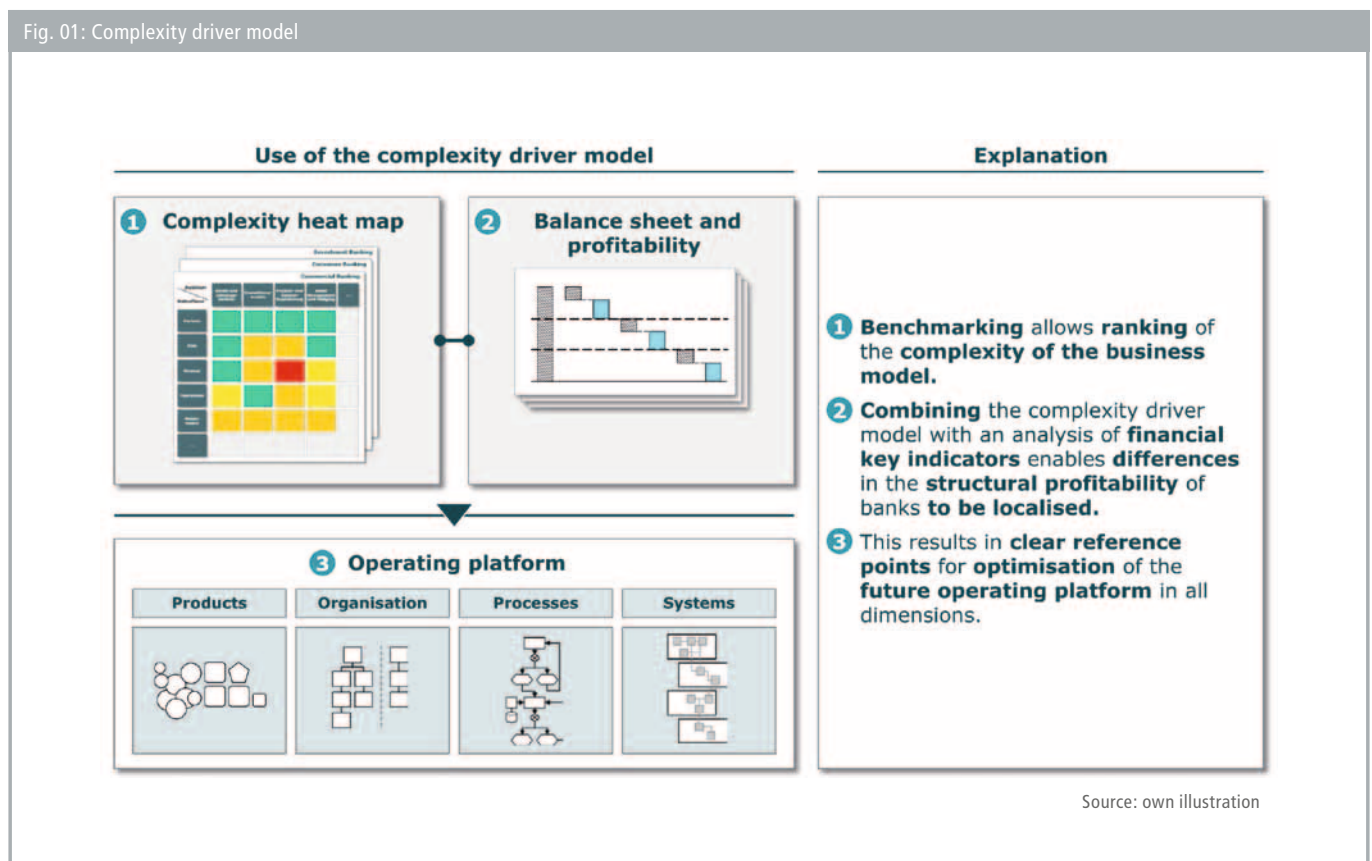 Fig. 01: Complexity driver model
Use of the complexity driver model
1 Complexity heat map
Investment Banking
Consumer Banking
Commercial Banking
2 Balance sheet and
profitability
3 Operating platform
Products
Organisation
Processes
Systems
Explanation
1 Benchmarking allows ranking of
the complexity of the business
model.
2 Combining the complexity driver
model with an analysis of financial
key indicators enables differences
in the structural profitability of
banks to be localised.
3 This results in clear reference
points for optimisation of the
future operating platform in all
dimensions.
Source: own illustration